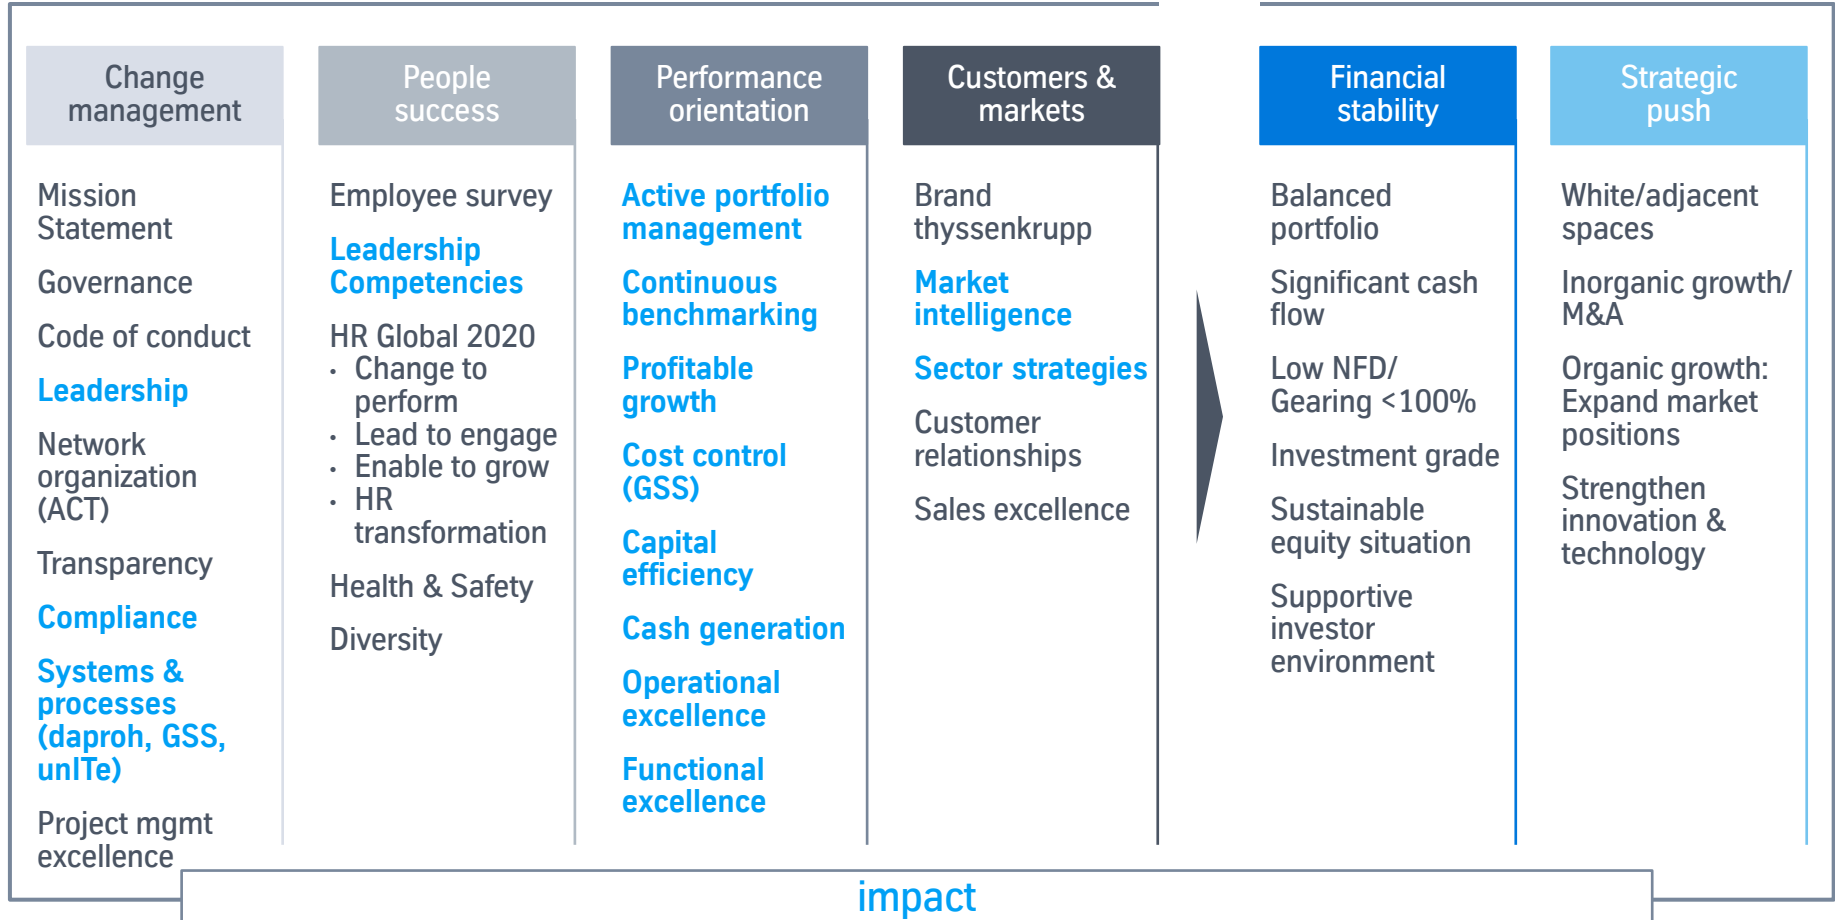 Change
management
Mission
Statement
Governance
Code of conduct
Leadership
Network
organization
(ACT)
Transparency
Compliance
Systems &
processes
(daproh, GSS,
unITe)
Project mgmt
excellence
People
success
Employee survey
Leadership
Competencies
HR Global 2020
· Change to
perform
· Lead to engage
· Enable to grow
· HR
transformation
Health & Safety
Diversity
Performance
orientation
Active portfolio
management
Continuous
benchmarking
Profitable
growth
Cost control
(GSS)
Capital
efficiency
Cash generation
Operational
excellence
Functional
excellence
Customers &
markets
Brand
thyssenkrupp
Market
intelligence
Sector strategies
Customer
relationships
Sales excellence
Financial
stability
Balanced
portfolio
Significant cash
flow
Low NFD/
Gearing <100%
Investment grade
Sustainable
equity situation
Supportive
investor
environment
Strategic
push
White/adjacent
spaces
Inorganic growth/
M&A
Organic growth:
Expand market
positions
Strengthen
innovation &
technology
impact